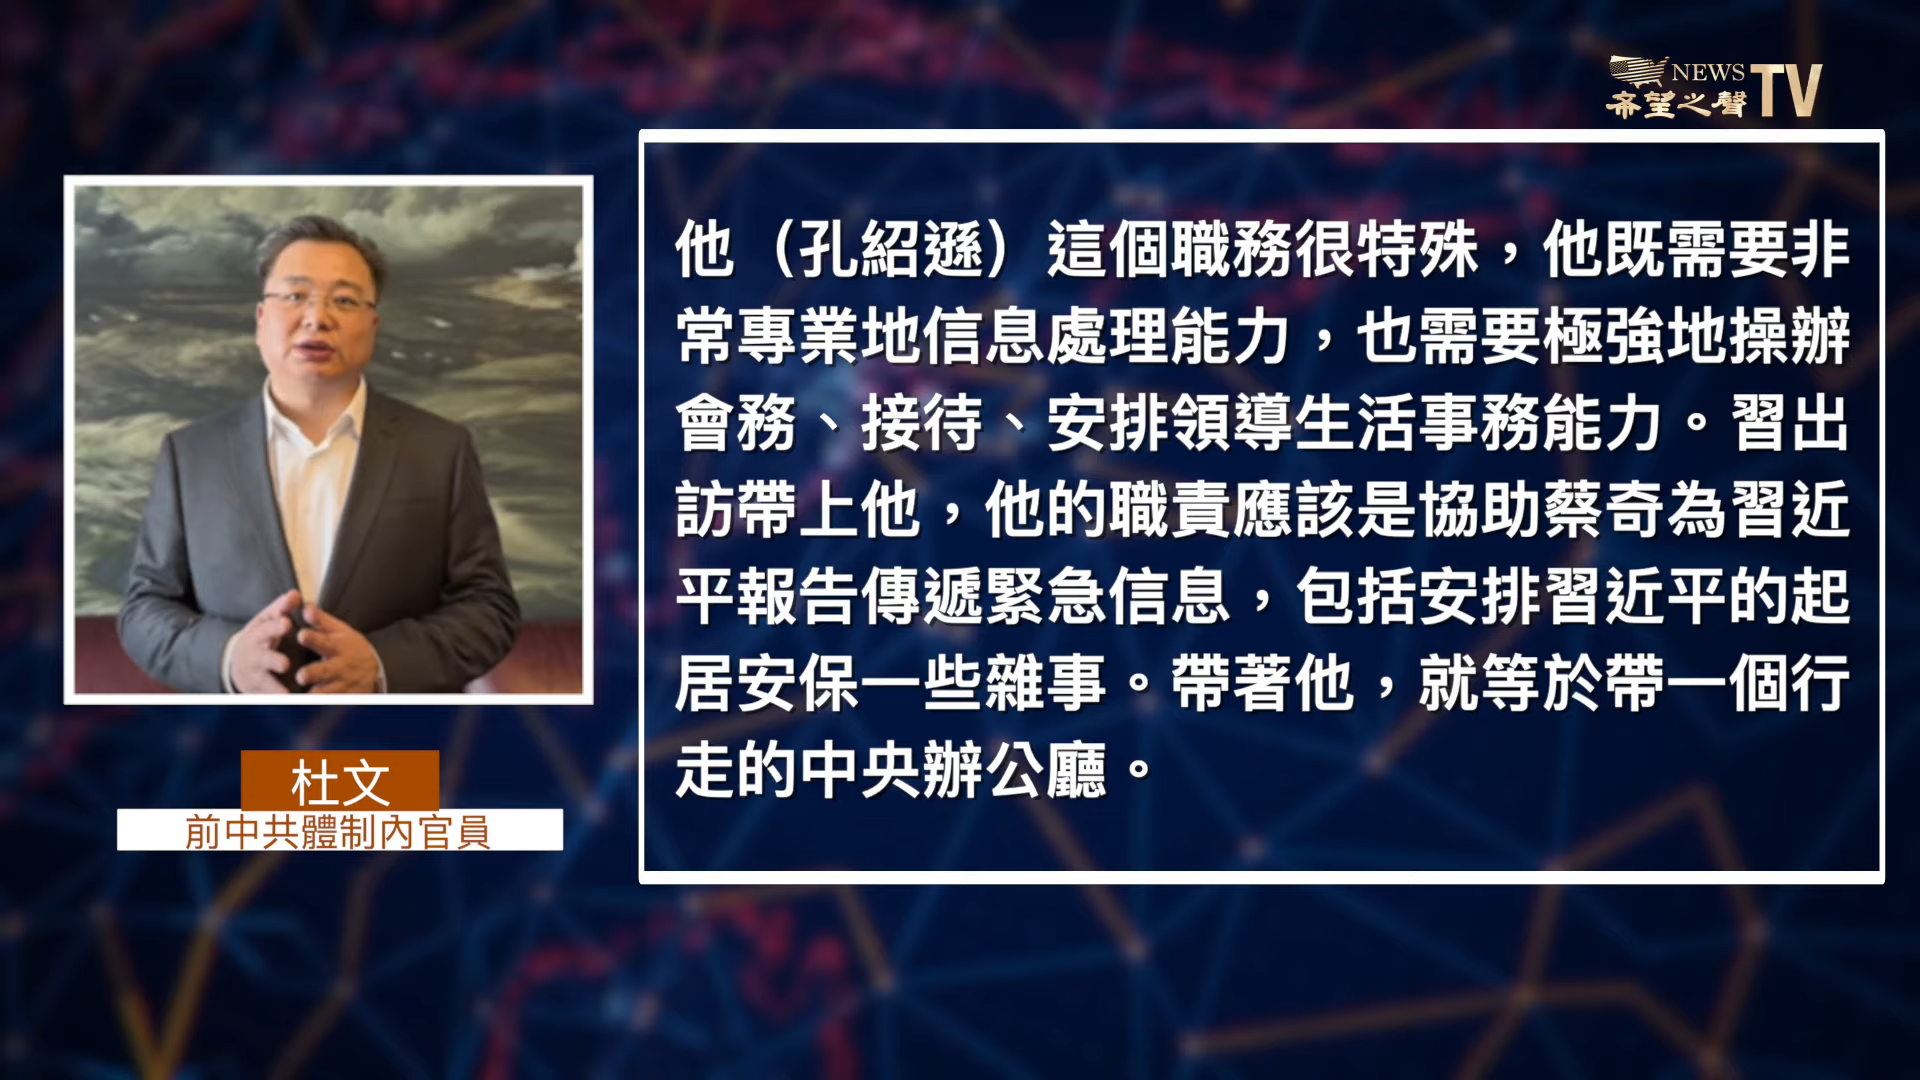 NEWS
希望之聲TV
他（孔紹遜）這個職務很特殊，他既需要非
常專業地信息處理能力，也需要極強地操辦
會務、接待、安排領導生活事務能力。習出
訪帶上他，他的職責應該是協助蔡奇為習近
平報告傳遞緊急信息，包括安排習近平的起
居安保一些雜事。帶著他，就等於帶一個行
走的中央辦公廳。
杜文
前中共體制內官員